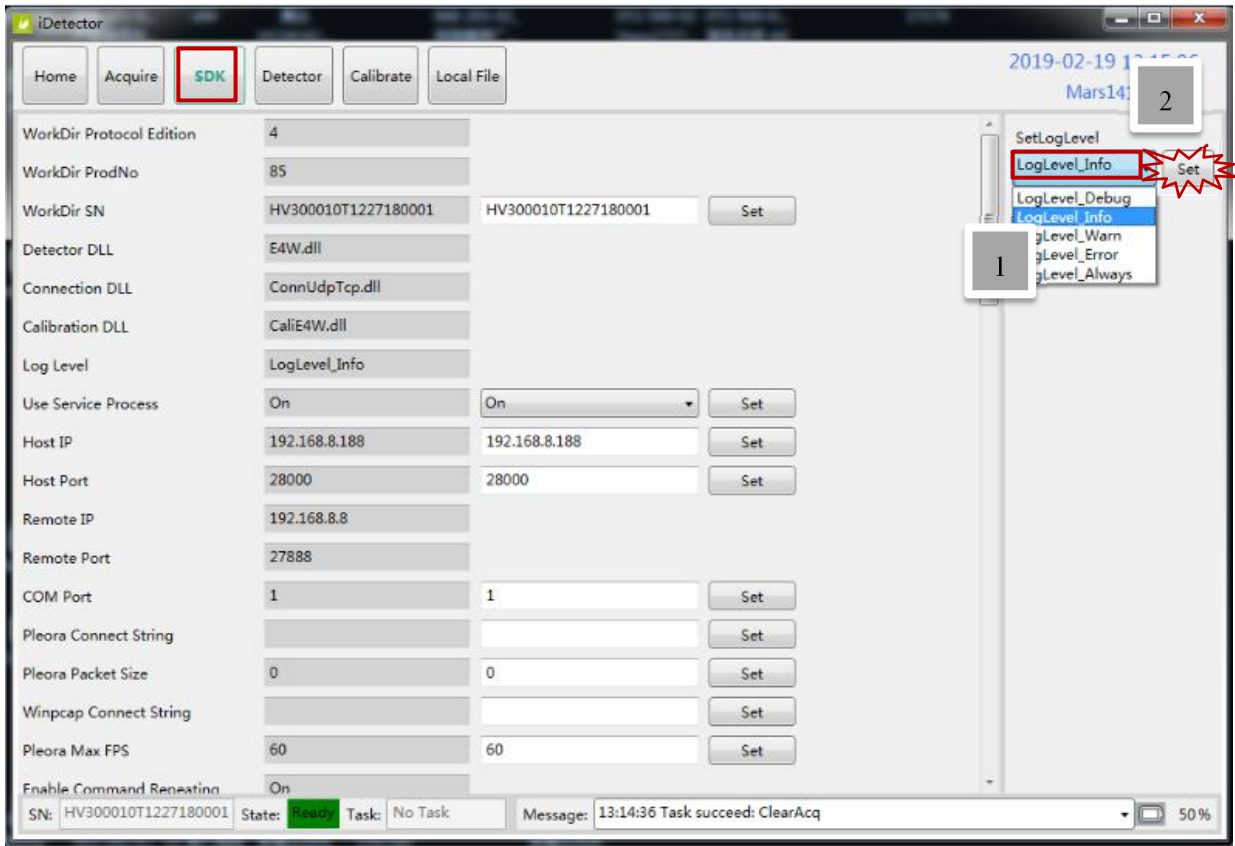 iDetector
Home Acquire SDK Detector Calibrate Local File
2019-02-19
Mars141
2
WorkDir Protocol Edition 4
SetLogLevel
WorkDir ProdNo 85
LogLevel_Info Set
WorkDir SN HV300010T1227180001 HV300010T1227180001 Set
LogLevel_Debug
LogLevel_Info
gLevel_Warn
gLevel_Error
gLevel_Always
1
Detector DLL E4W.dll
Connection DLL ConnUdpTcp.dll
Calibration DLL CaliE4W.dll
Log Level LogLevel_Info
Use Service Process On On Set
Host IP 192.168.8.188 192.168.8.188 Set
Host Port 28000 28000 Set
Remote IP 192.168.8.8
Remote Port 27888
COM Port 1 1 Set
Pleora Connect String Set
Pleora Packet Size 0 0 Set
Winpcap Connect String Set
Pleora Max FPS 60 60 Set
Enable Command Repeating On
SN: HV300010T1227180001 State: Ready Task: No Task Message: 13:14:36 Task succeed: ClearAcq 50%